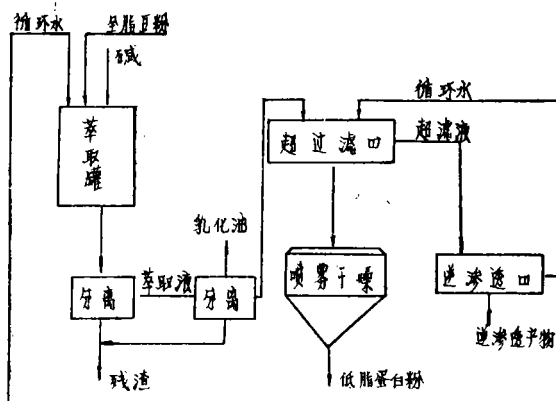 循环水
全脂豆粉
碱
萃取罐
循环水
超过滤口
超滤液
乳化油
分离
萃取液
分离
喷雾干燥
逆渗透口
残渣
低脂蛋白粉
逆渗透产物